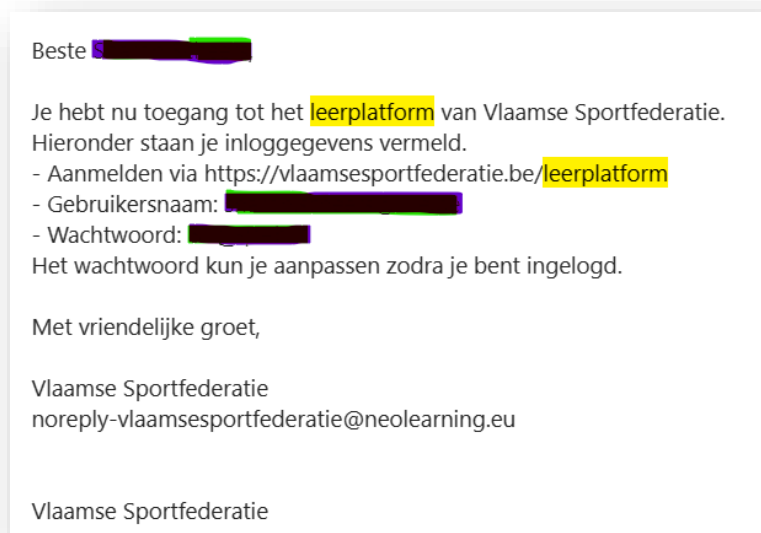 Beste
Je hebt nu toegang tot het leerplatform van Vlaamse Sportfederatie.
Hieronder staan je inloggegevens vermeld.
- Aanmelden via https://vlaamsesportfederatie.be/leerplatform
- Gebruikersnaam:
- Wachtwoord:
Het wachtwoord kun je aanpassen zodra je bent ingelogd.
Met vriendelijke groet,
Vlaamse Sportfederatie
noreply-vlaamsesportfederatie@neolearning.eu
Vlaamse Sportfederatie